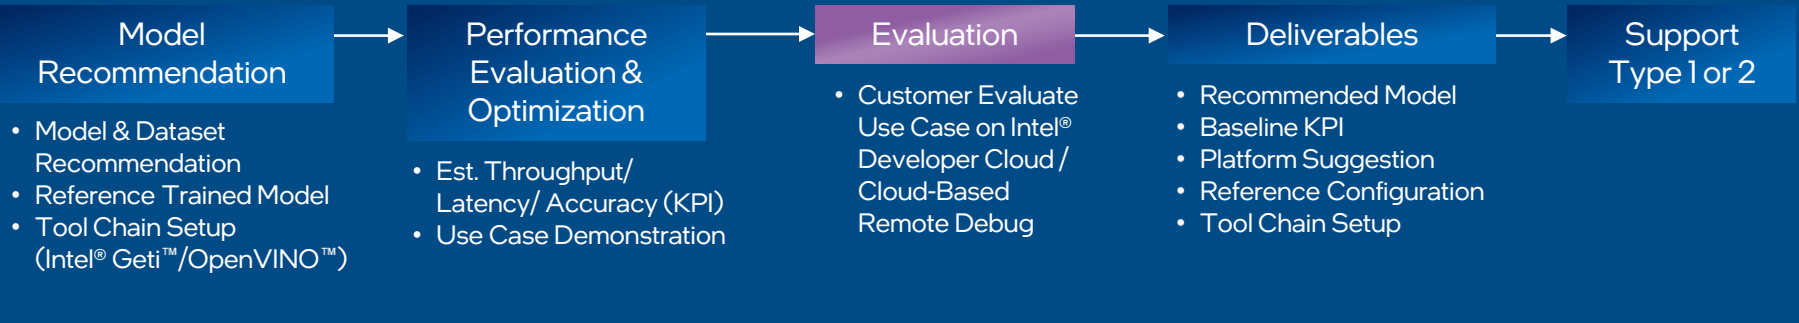 Model
Recommendation
• Model & Dataset
Recommendation
• Reference Trained Model
• Tool Chain Setup
(Intel® Geti™/OpenVINO™)
Performance
Evaluation &
Optimization
• Est. Throughput/
Latency/ Accuracy (KPI)
• Use Case Demonstration
Evaluation
• Customer Evaluate
Use Case on Intel®
Developer Cloud /
Cloud-Based
Remote Debug
Deliverables
• Recommended Model
• Baseline KPI
• Platform Suggestion
• Reference Configuration
• Tool Chain Setup
Support
Type 1 or 2